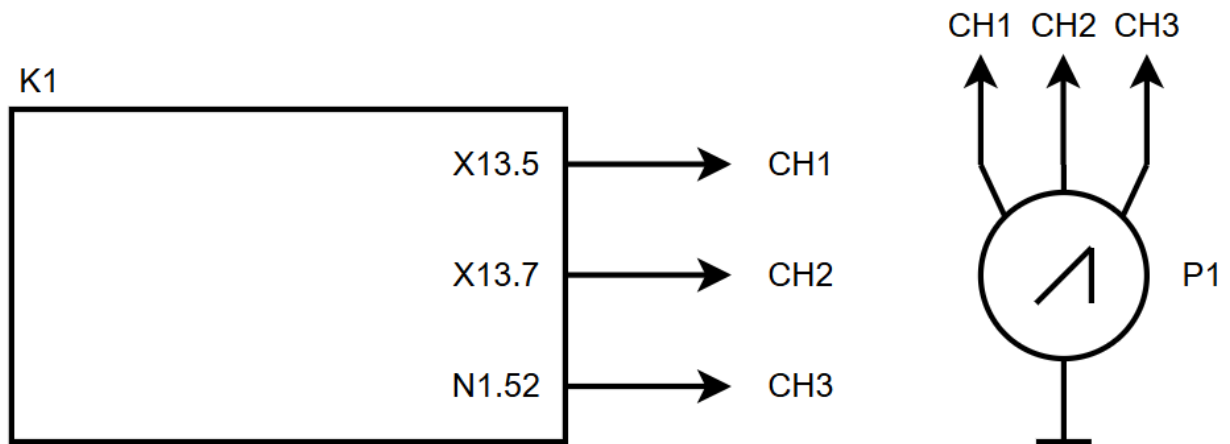 CH1 CH2 CH3
K1
X13.5 CH1
X13.7 CH2
P1
N1.52 CH3